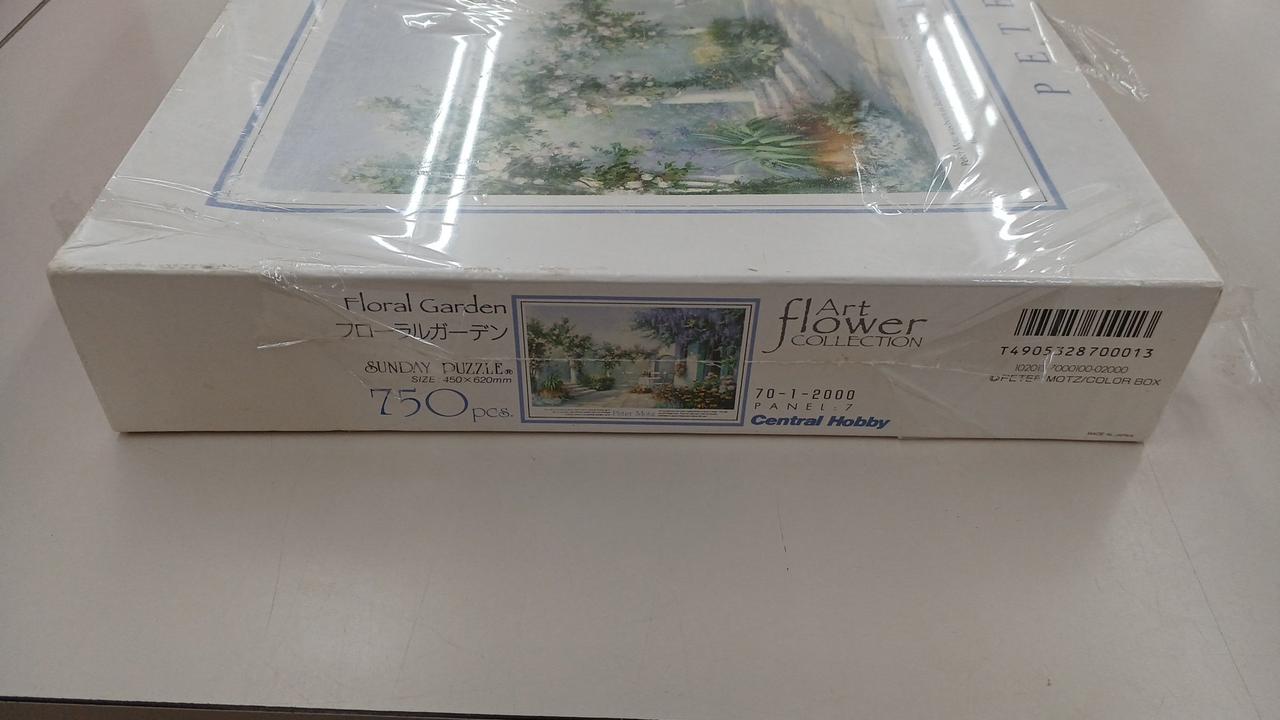 PETE
Floral Garden
フローラルガーデン
SUNDAY PUZZLE®
SIZE:450×620mm
750pcs.
Peter Motz
Art
flower
COLLECTION
70-1-2000
PANEL:7
Central Hobby
T4905328700013
©PETER MOTZ/COLOR BOX
MADE IN JAPAN